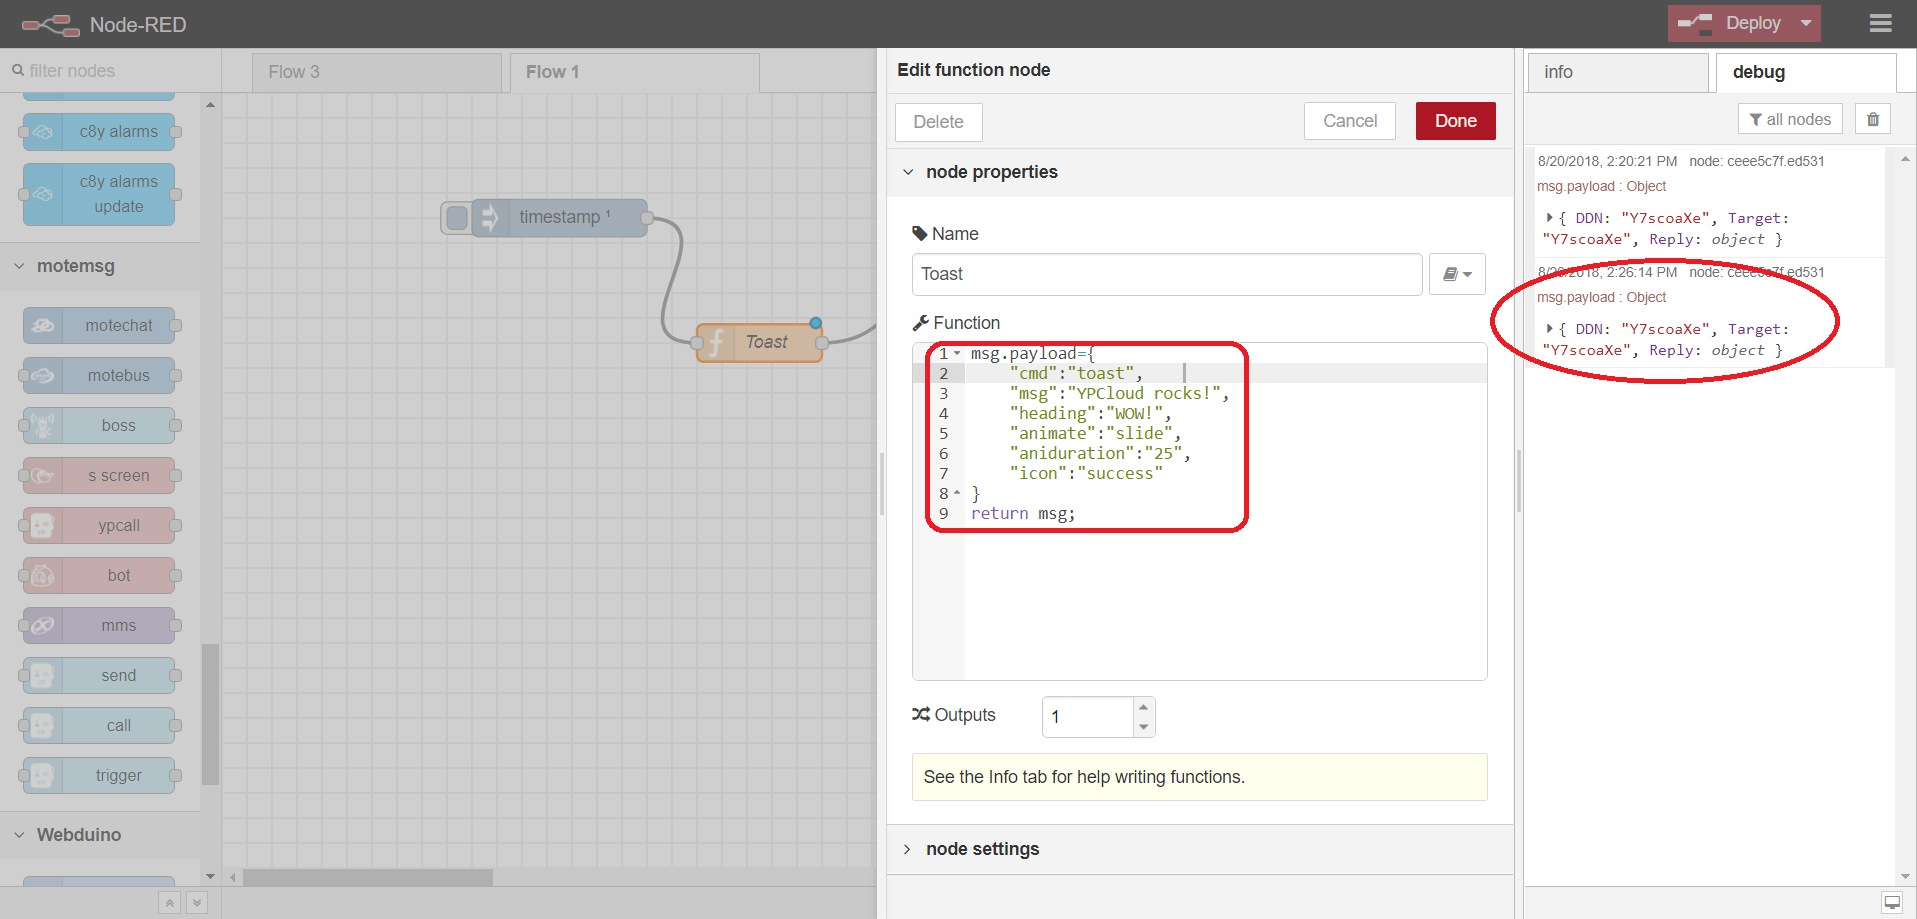 Node-RED
Deploy
filter nodes
Flow 3
Flow 1
c8y alarms
c8y alarms
update
motemsg
motechat
motebus
boss
s screen
ypcall
bot
mms
send
call
trigger
Webduino
timestamp ¹
Toast
Edit function node
Delete
Cancel
Done
node properties
Name
Toast
Function
1 msg.payload={
2 "cmd":"toast",
3 "msg":"YPCloud rocks!",
4 "heading":"WOW!",
5 "animate":"slide",
6 "aniduration":"25",
7 "icon":"success"
8 }
9 return msg;
Outputs
1
See the Info tab for help writing functions.
node settings
info
debug
all nodes
8/20/2018, 2:20:21 PM node: ceee5c7f.ed531
msg.payload : Object
{ DDN: "Y7scoaXe", Target:
"Y7scoaXe", Reply: object }
8/20/2018, 2:26:14 PM node: ceee5c7f.ed531
msg.payload : Object
{ DDN: "Y7scoaXe", Target:
"Y7scoaXe", Reply: object }